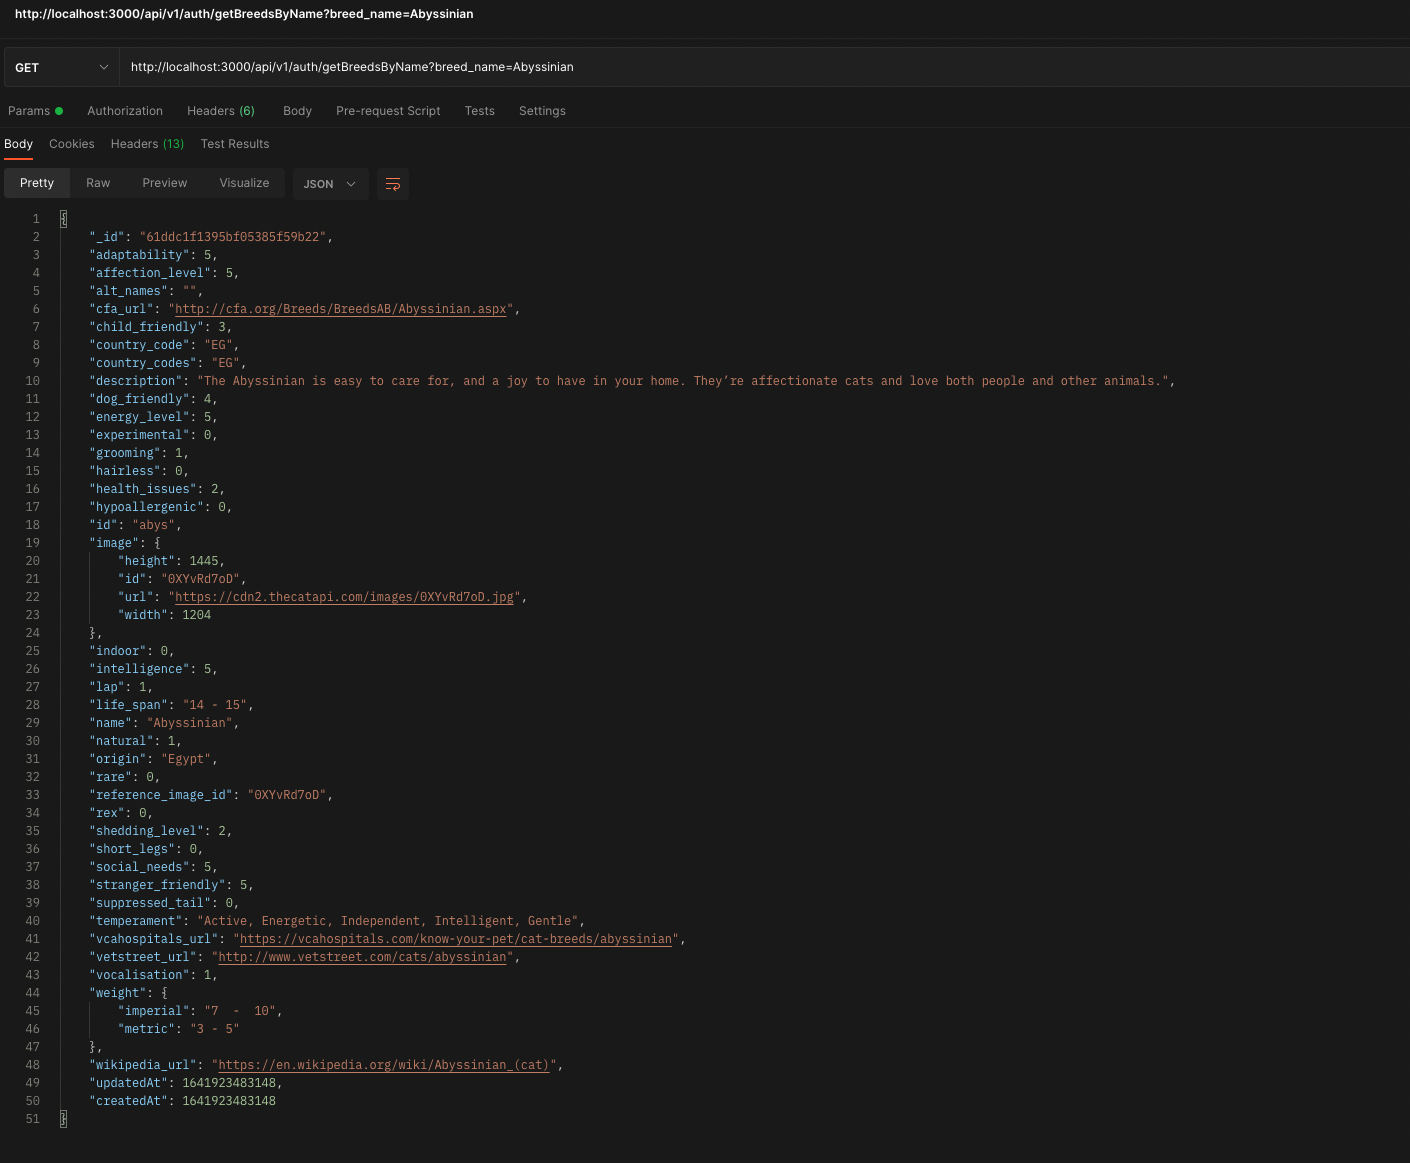 http://localhost:3000/api/v1/auth/getBreedsByName?breed_name=Abyssinian
GET http://localhost:3000/api/v1/auth/getBreedsByName?breed_name=Abyssinian
Params Authorization Headers (6) Body Pre-request Script Tests Settings
Body Cookies Headers (13) Test Results
Pretty Raw Preview Visualize JSON
1 {
2 "_id": "61ddc1f1395bf05385f59b22",
3 "adaptability": 5,
4 "affection_level": 5,
5 "alt_names": "",
6 "cfa_url": "http://cfa.org/Breeds/BreedsAB/Abyssinian.aspx",
7 "child_friendly": 3,
8 "country_code": "EG",
9 "country_codes": "EG",
10 "description": "The Abyssinian is easy to care for, and a joy to have in your home. They’re affectionate cats and love both people and other animals.",
11 "dog_friendly": 4,
12 "energy_level": 5,
13 "experimental": 0,
14 "grooming": 1,
15 "hairless": 0,
16 "health_issues": 2,
17 "hypoallergenic": 0,
18 "id": "abys",
19 "image": {
20 "height": 1445,
21 "id": "0XYvRd7oD",
22 "url": "https://cdn2.thecatapi.com/images/0XYvRd7oD.jpg",
23 "width": 1204
24 },
25 "indoor": 0,
26 "intelligence": 5,
27 "lap": 1,
28 "life_span": "14 - 15",
29 "name": "Abyssinian",
30 "natural": 1,
31 "origin": "Egypt",
32 "rare": 0,
33 "reference_image_id": "0XYvRd7oD",
34 "rex": 0,
35 "shedding_level": 2,
36 "short_legs": 0,
37 "social_needs": 5,
38 "stranger_friendly": 5,
39 "suppressed_tail": 0,
40 "temperament": "Active, Energetic, Independent, Intelligent, Gentle",
41 "vcahospitals_url": "https://vcahospitals.com/know-your-pet/cat-breeds/abyssinian",
42 "vetstreet_url": "http://www.vetstreet.com/cats/abyssinian",
43 "vocalisation": 1,
44 "weight": {
45 "imperial": "7  -  10",
46 "metric": "3 - 5"
47 },
48 "wikipedia_url": "https://en.wikipedia.org/wiki/Abyssinian_(cat)",
49 "updatedAt": 1641923483148,
50 "createdAt": 1641923483148
51 }